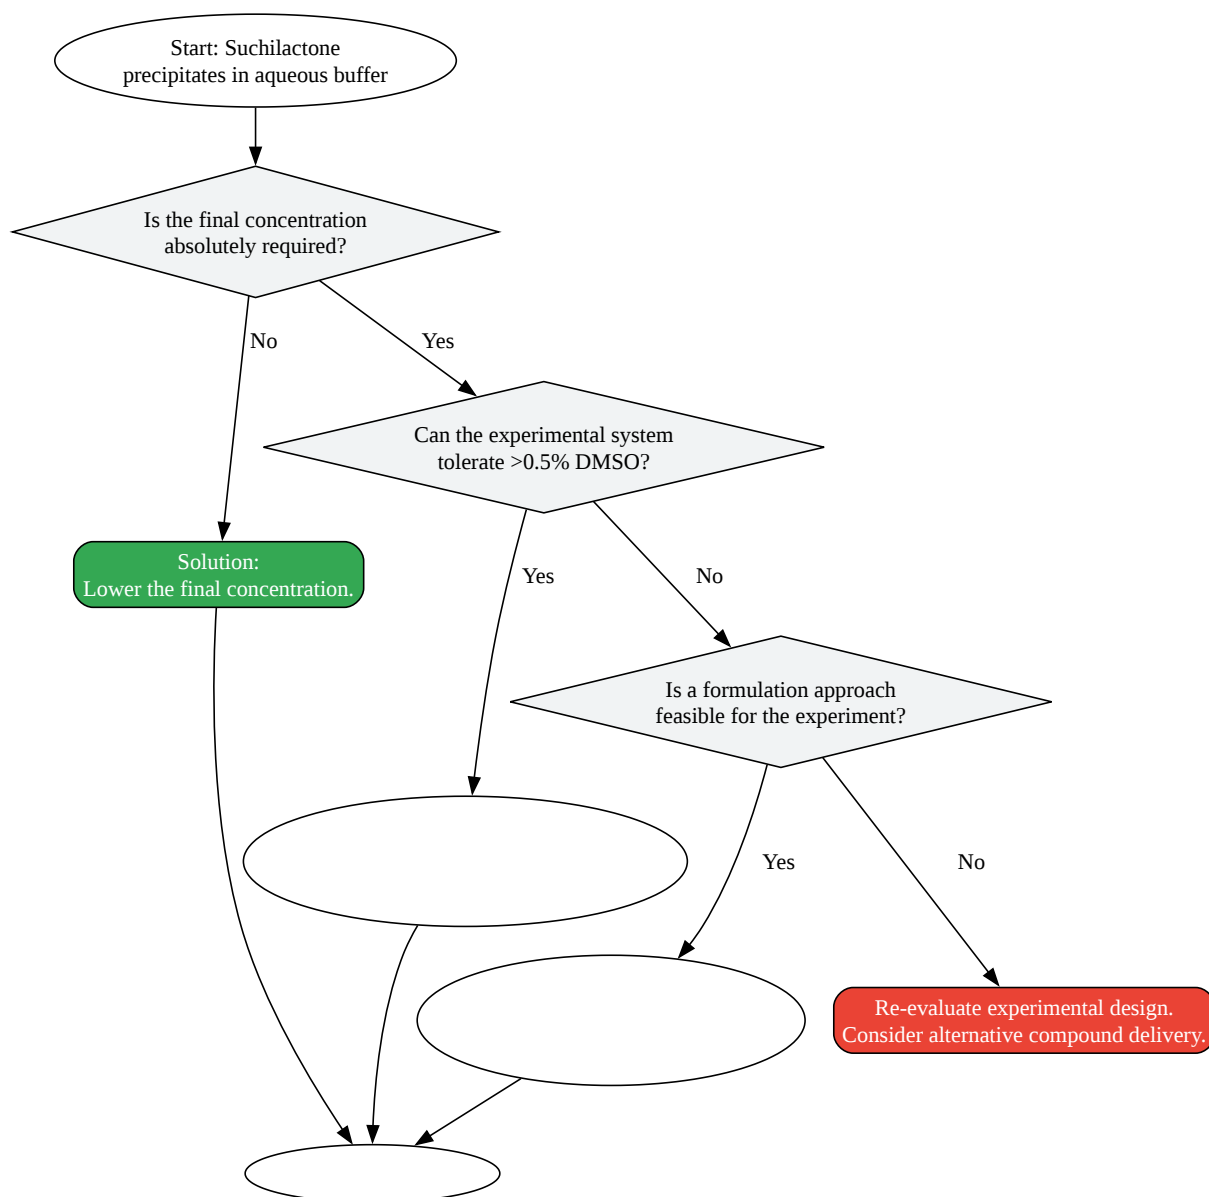 Start: Suchilactone
precipitates in aqueous buffer
Is the final concentration
absolutely required?
No
Yes
Can the experimental system
tolerate >0.5% DMSO?
Solution:
Lower the final concentration.
Yes
No
Is a formulation approach
feasible for the experiment?
Yes
No
Re-evaluate experimental design.
Consider alternative compound delivery.